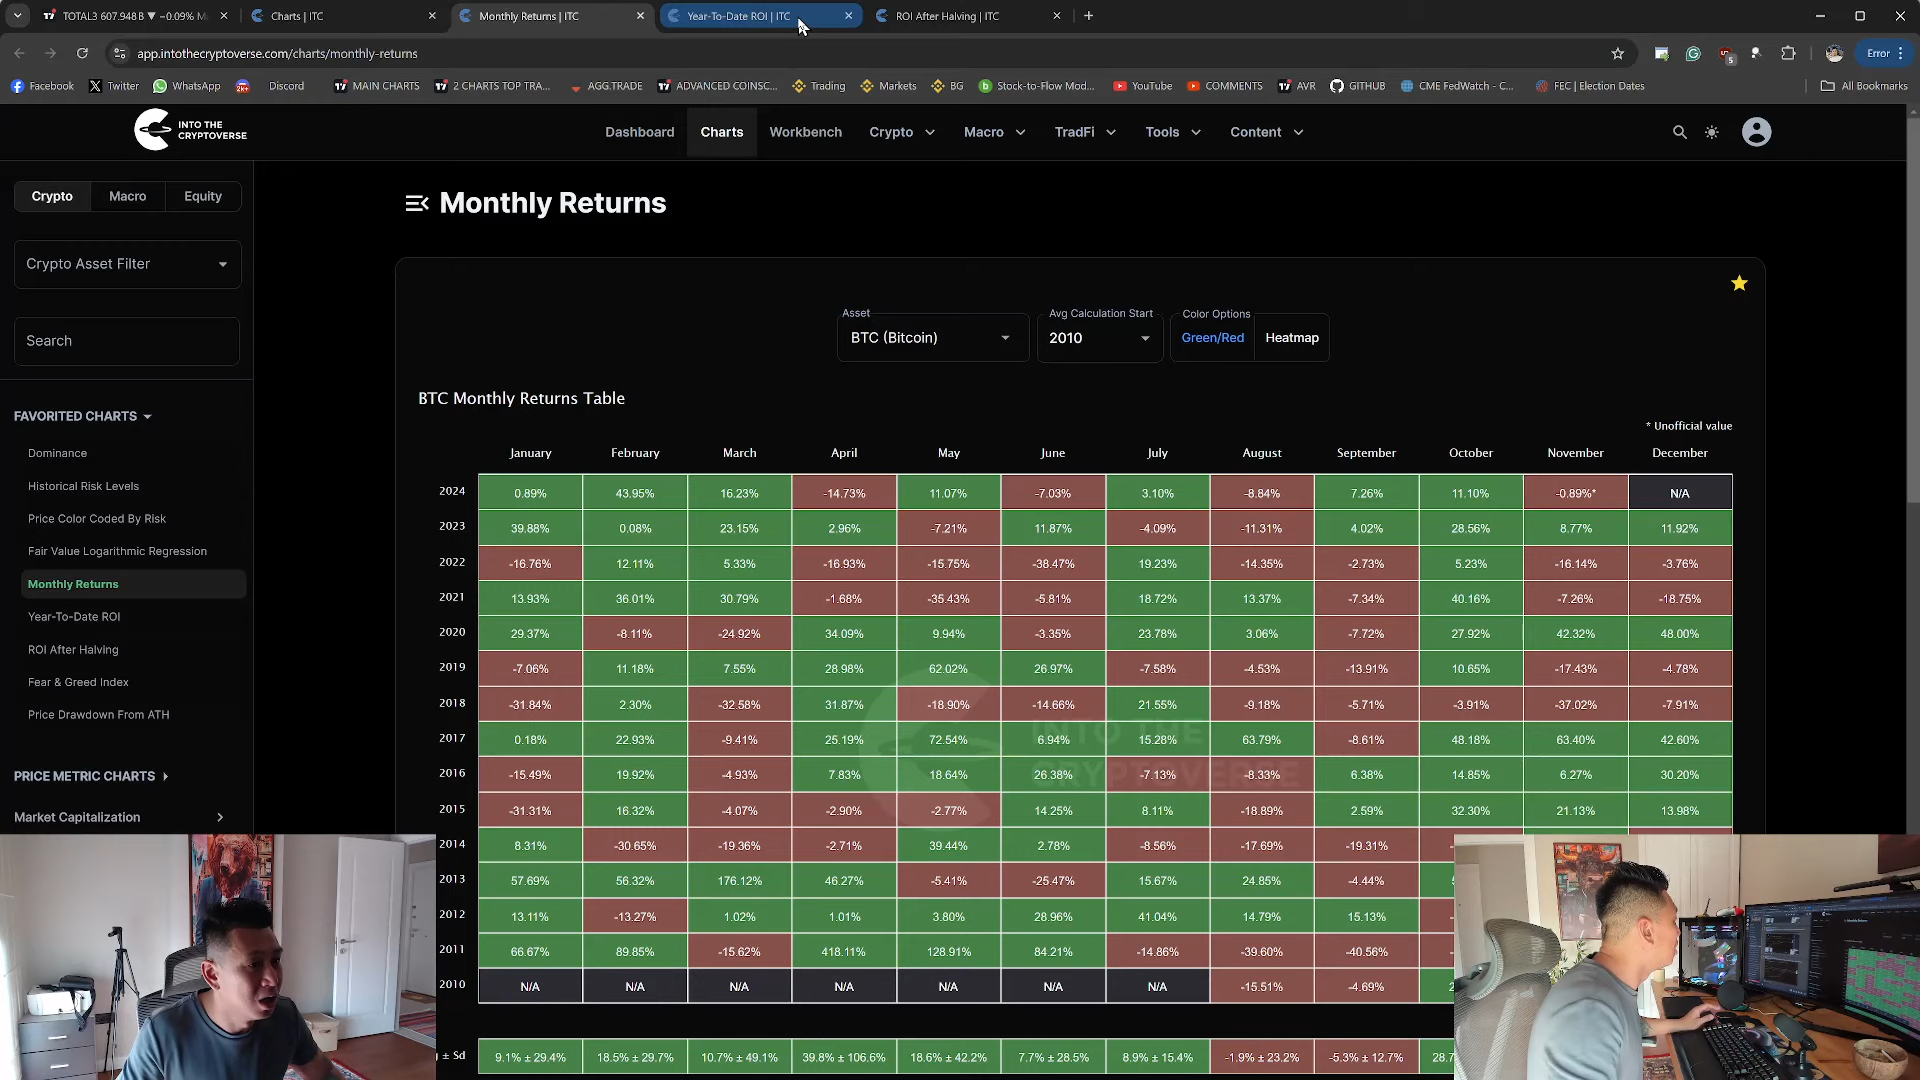 TOTAL3 607.948 B ▼ −0.09%
Charts | ITC
Monthly Returns | ITC
Year-To-Date ROI | ITC
ROI After Halving | ITC
app.intothecryptoverse.com/charts/monthly-returns
5
Error
Facebook Twitter WhatsApp Discord MAIN CHARTS 2 CHARTS TOP TRA... AGG.TRADE ADVANCED COINSC... Trading Markets BG Stock-to-Flow Mod... YouTube COMMENTS AVR GITHUB CME FedWatch - C... FEC | Election Dates All Bookmarks
INTO THE
CRYPTOVERSE
Dashboard Charts Workbench Crypto Macro TradFi Tools Content
Crypto Macro Equity
Crypto Asset Filter
Search
FAVORITED CHARTS
Dominance
Historical Risk Levels
Price Color Coded By Risk
Fair Value Logarithmic Regression
Monthly Returns
Year-To-Date ROI
ROI After Halving
Fear & Greed Index
Price Drawdown From ATH
PRICE METRIC CHARTS
Market Capitalization
Monthly Returns
Asset
BTC (Bitcoin)
Avg Calculation Start
2010
Color Options
Green/Red Heatmap
BTC Monthly Returns Table
* Unofficial value
January February March April May June July August September October November December
2024 0.89% 43.95% 16.23% -14.73% 11.07% -7.03% 3.10% -8.84% 7.26% 11.10% -0.89%* N/A
2023 39.88% 0.08% 23.15% 2.96% -7.21% 11.87% -4.09% -11.31% 4.02% 28.56% 8.77% 11.92%
2022 -16.76% 12.11% 5.33% -16.93% -15.75% -38.47% 19.23% -14.35% -2.73% 5.23% -16.14% -3.76%
2021 13.93% 36.01% 30.79% -1.68% -35.43% -5.81% 18.72% 13.37% -7.34% 40.16% -7.26% -18.75%
2020 29.37% -8.11% -24.92% 34.09% 9.94% -3.35% 23.78% 3.06% -7.72% 27.92% 42.32% 48.00%
2019 -7.06% 11.18% 7.55% 28.98% 62.02% 26.97% -7.58% -4.53% -13.91% 10.65% -17.43% -4.78%
2018 -31.84% 2.30% -32.58% 31.87% -18.90% -14.66% 21.55% -9.18% -5.71% -3.91% -37.02% -7.91%
2017 0.18% 22.93% -9.41% 25.19% 72.54% 6.94% 15.28% 63.79% -8.61% 48.18% 63.40% 42.60%
2016 -15.49% 19.92% -4.93% 7.83% 18.64% 26.38% -7.13% -8.33% 6.38% 14.85% 6.27% 30.20%
2015 -31.31% 16.32% -4.07% -2.90% -2.77% 14.25% 8.11% -18.89% 2.59% 32.30% 21.13% 13.98%
2014 8.31% -30.65% -19.36% -2.71% 39.44% 2.78% -8.56% -17.69% -19.31%
2013 57.69% 56.32% 176.12% 46.27% -5.41% -25.47% 15.67% 24.85% -4.44%
2012 13.11% -13.27% 1.02% 1.01% 3.80% 28.96% 41.04% 14.79% 15.13%
2011 66.67% 89.85% -15.62% 418.11% 128.91% 84.21% -14.86% -39.60% -40.56%
2010 N/A N/A N/A N/A N/A N/A N/A -15.51% -4.69%
± Sd 9.1% ± 29.4% 18.5% ± 29.7% 10.7% ± 49.1% 39.8% ± 106.6% 18.6% ± 42.2% 7.7% ± 28.5% 8.9% ± 15.4% -1.9% ± 23.2% -5.3% ± 12.7%
INTO THE
CRYPTOVERSE